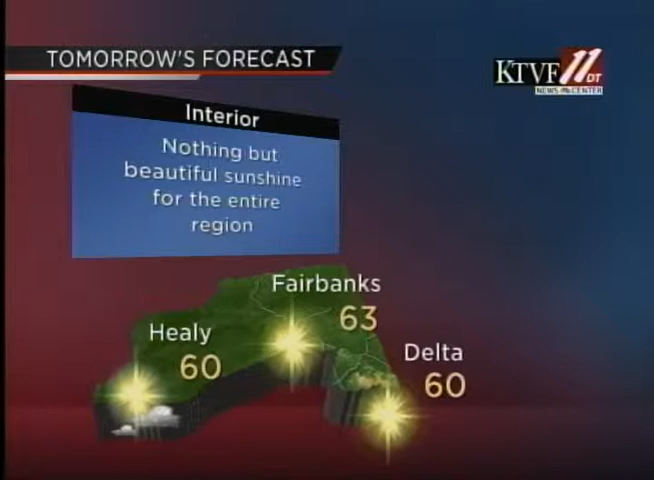 TOMORROW'S FORECAST
KTVF 11 DT
NEWS CENTER
Interior
Nothing but
beautiful sunshine
for the entire
region
Fairbanks
63
Healy
60
Delta
60